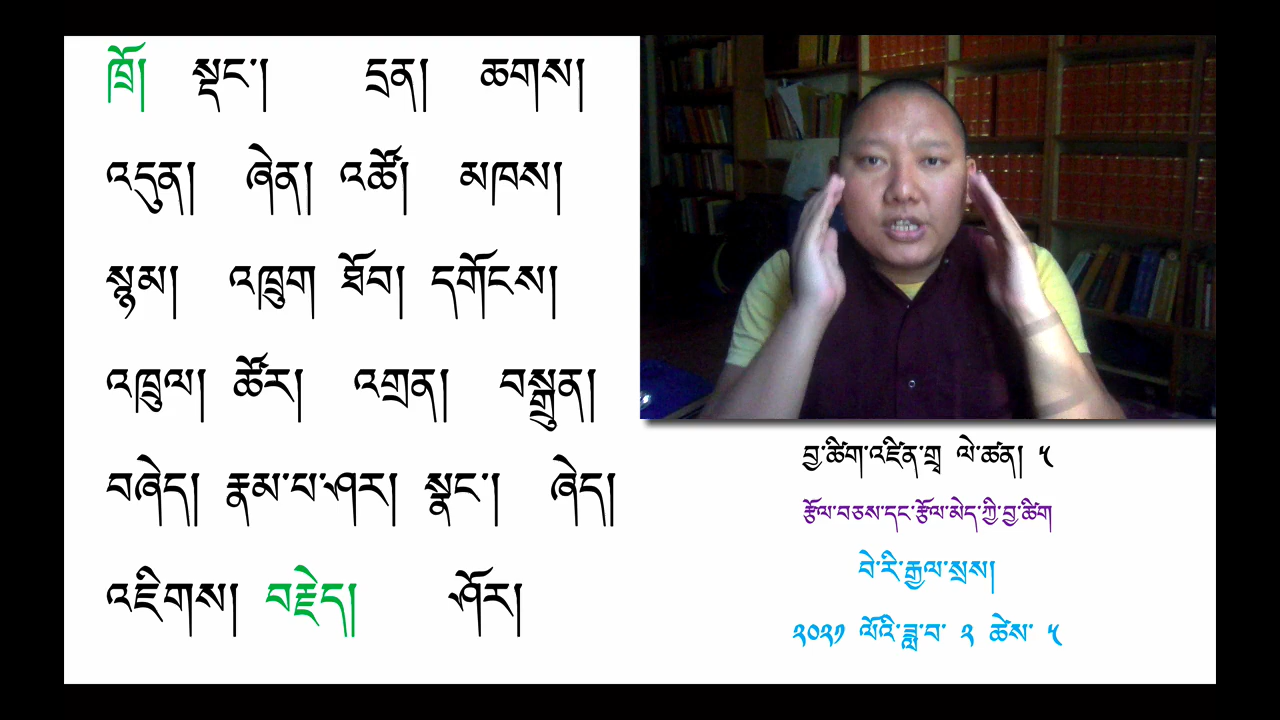 ཁྲོ། སྡང་། དྲན། ཆགས།
འདུན། ཞེན། འཚོ། མཁས།
སྙམ། འཁྲུག ཐོབ། དགོངས།
འཁྲུལ། ཚོར། འགྲན། བསྒྲུན།
བཞེད། རྣམ་པ་ཤར། སྣང་། ཞེད།
འཇིགས། བརྗེད། ཤོར།
བྱ་ཚིག་འཛིན་གྲྭ ལེ་ཚན། ༥
རྩོལ་བཅས་དང་རྩོལ་མེད་ཀྱི་བྱ་ཚིག
བེ་རི་རྒྱལ་སྲས།
༢༠༢༡ ལོའི་ཟླ་བ་ ༢ ཚེས་ ༥